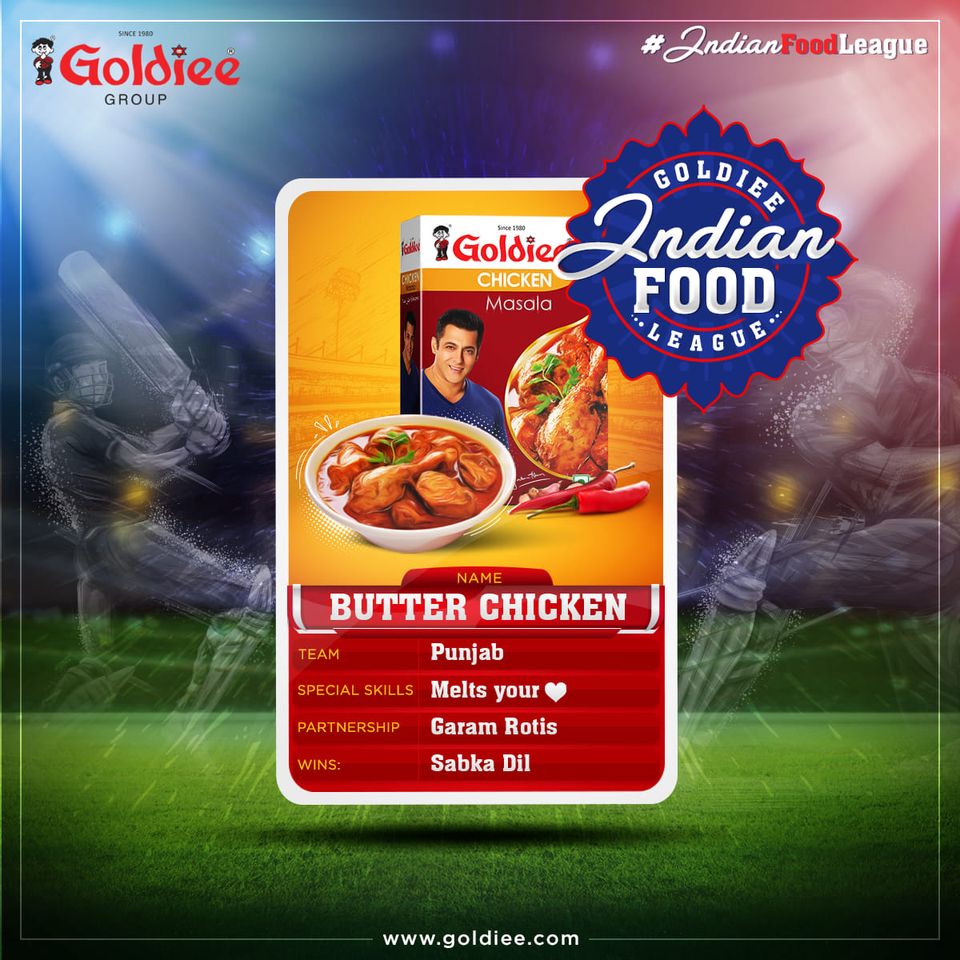 SINCE 1980
Goldiee®
GROUP
#IndianFoodLeague
GOLDIEE
Indian
FOOD
LEAGUE
Since 1980
Goldiee
CHICKEN
Masala
CHICKEN
NAME
BUTTER CHICKEN
TEAM Punjab
SPECIAL SKILLS Melts your
PARTNERSHIP Garam Rotis
WINS: Sabka Dil
www.goldiee.com